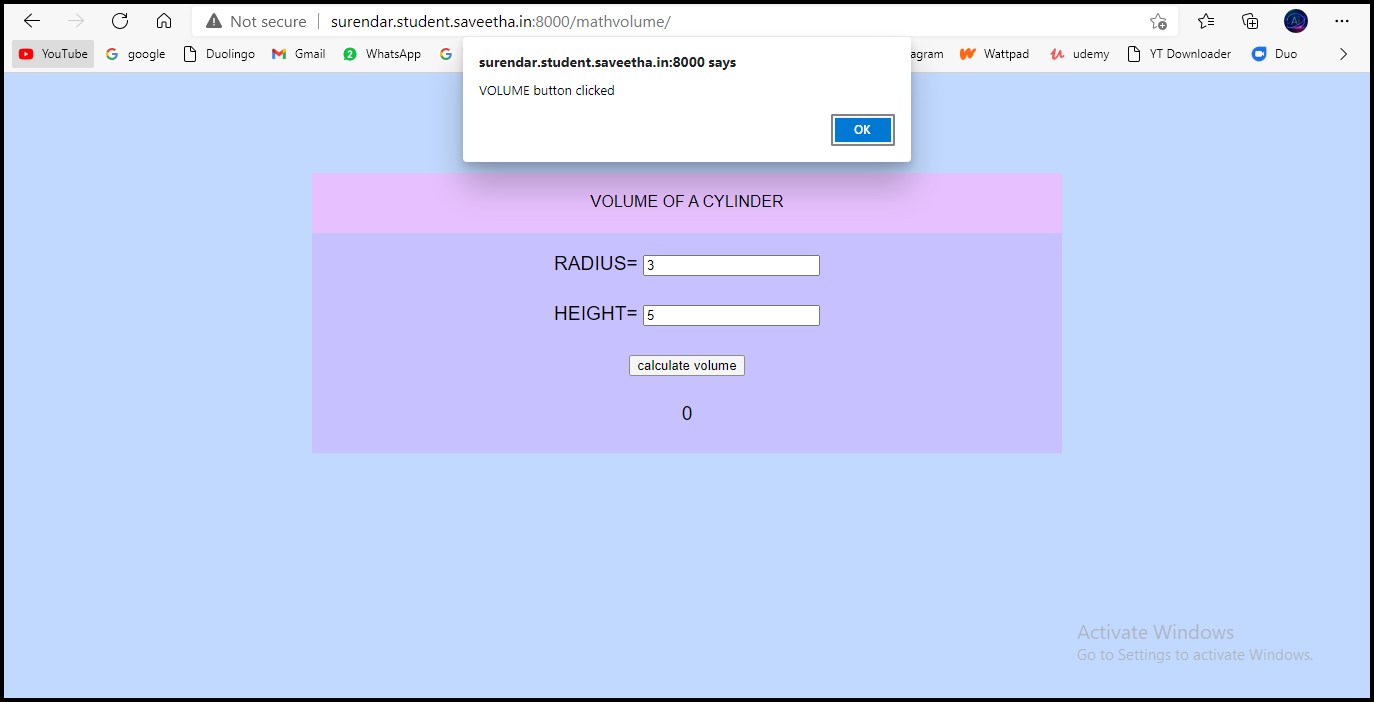 Not secure surendar.student.saveetha.in:8000/mathvolume/
YouTube google Duolingo Gmail WhatsApp agram Wattpad udemy YT Downloader Duo
surendar.student.saveetha.in:8000 says
VOLUME button clicked
OK
VOLUME OF A CYLINDER
RADIUS= 3
HEIGHT= 5
calculate volume
0
Activate Windows
Go to Settings to activate Windows.